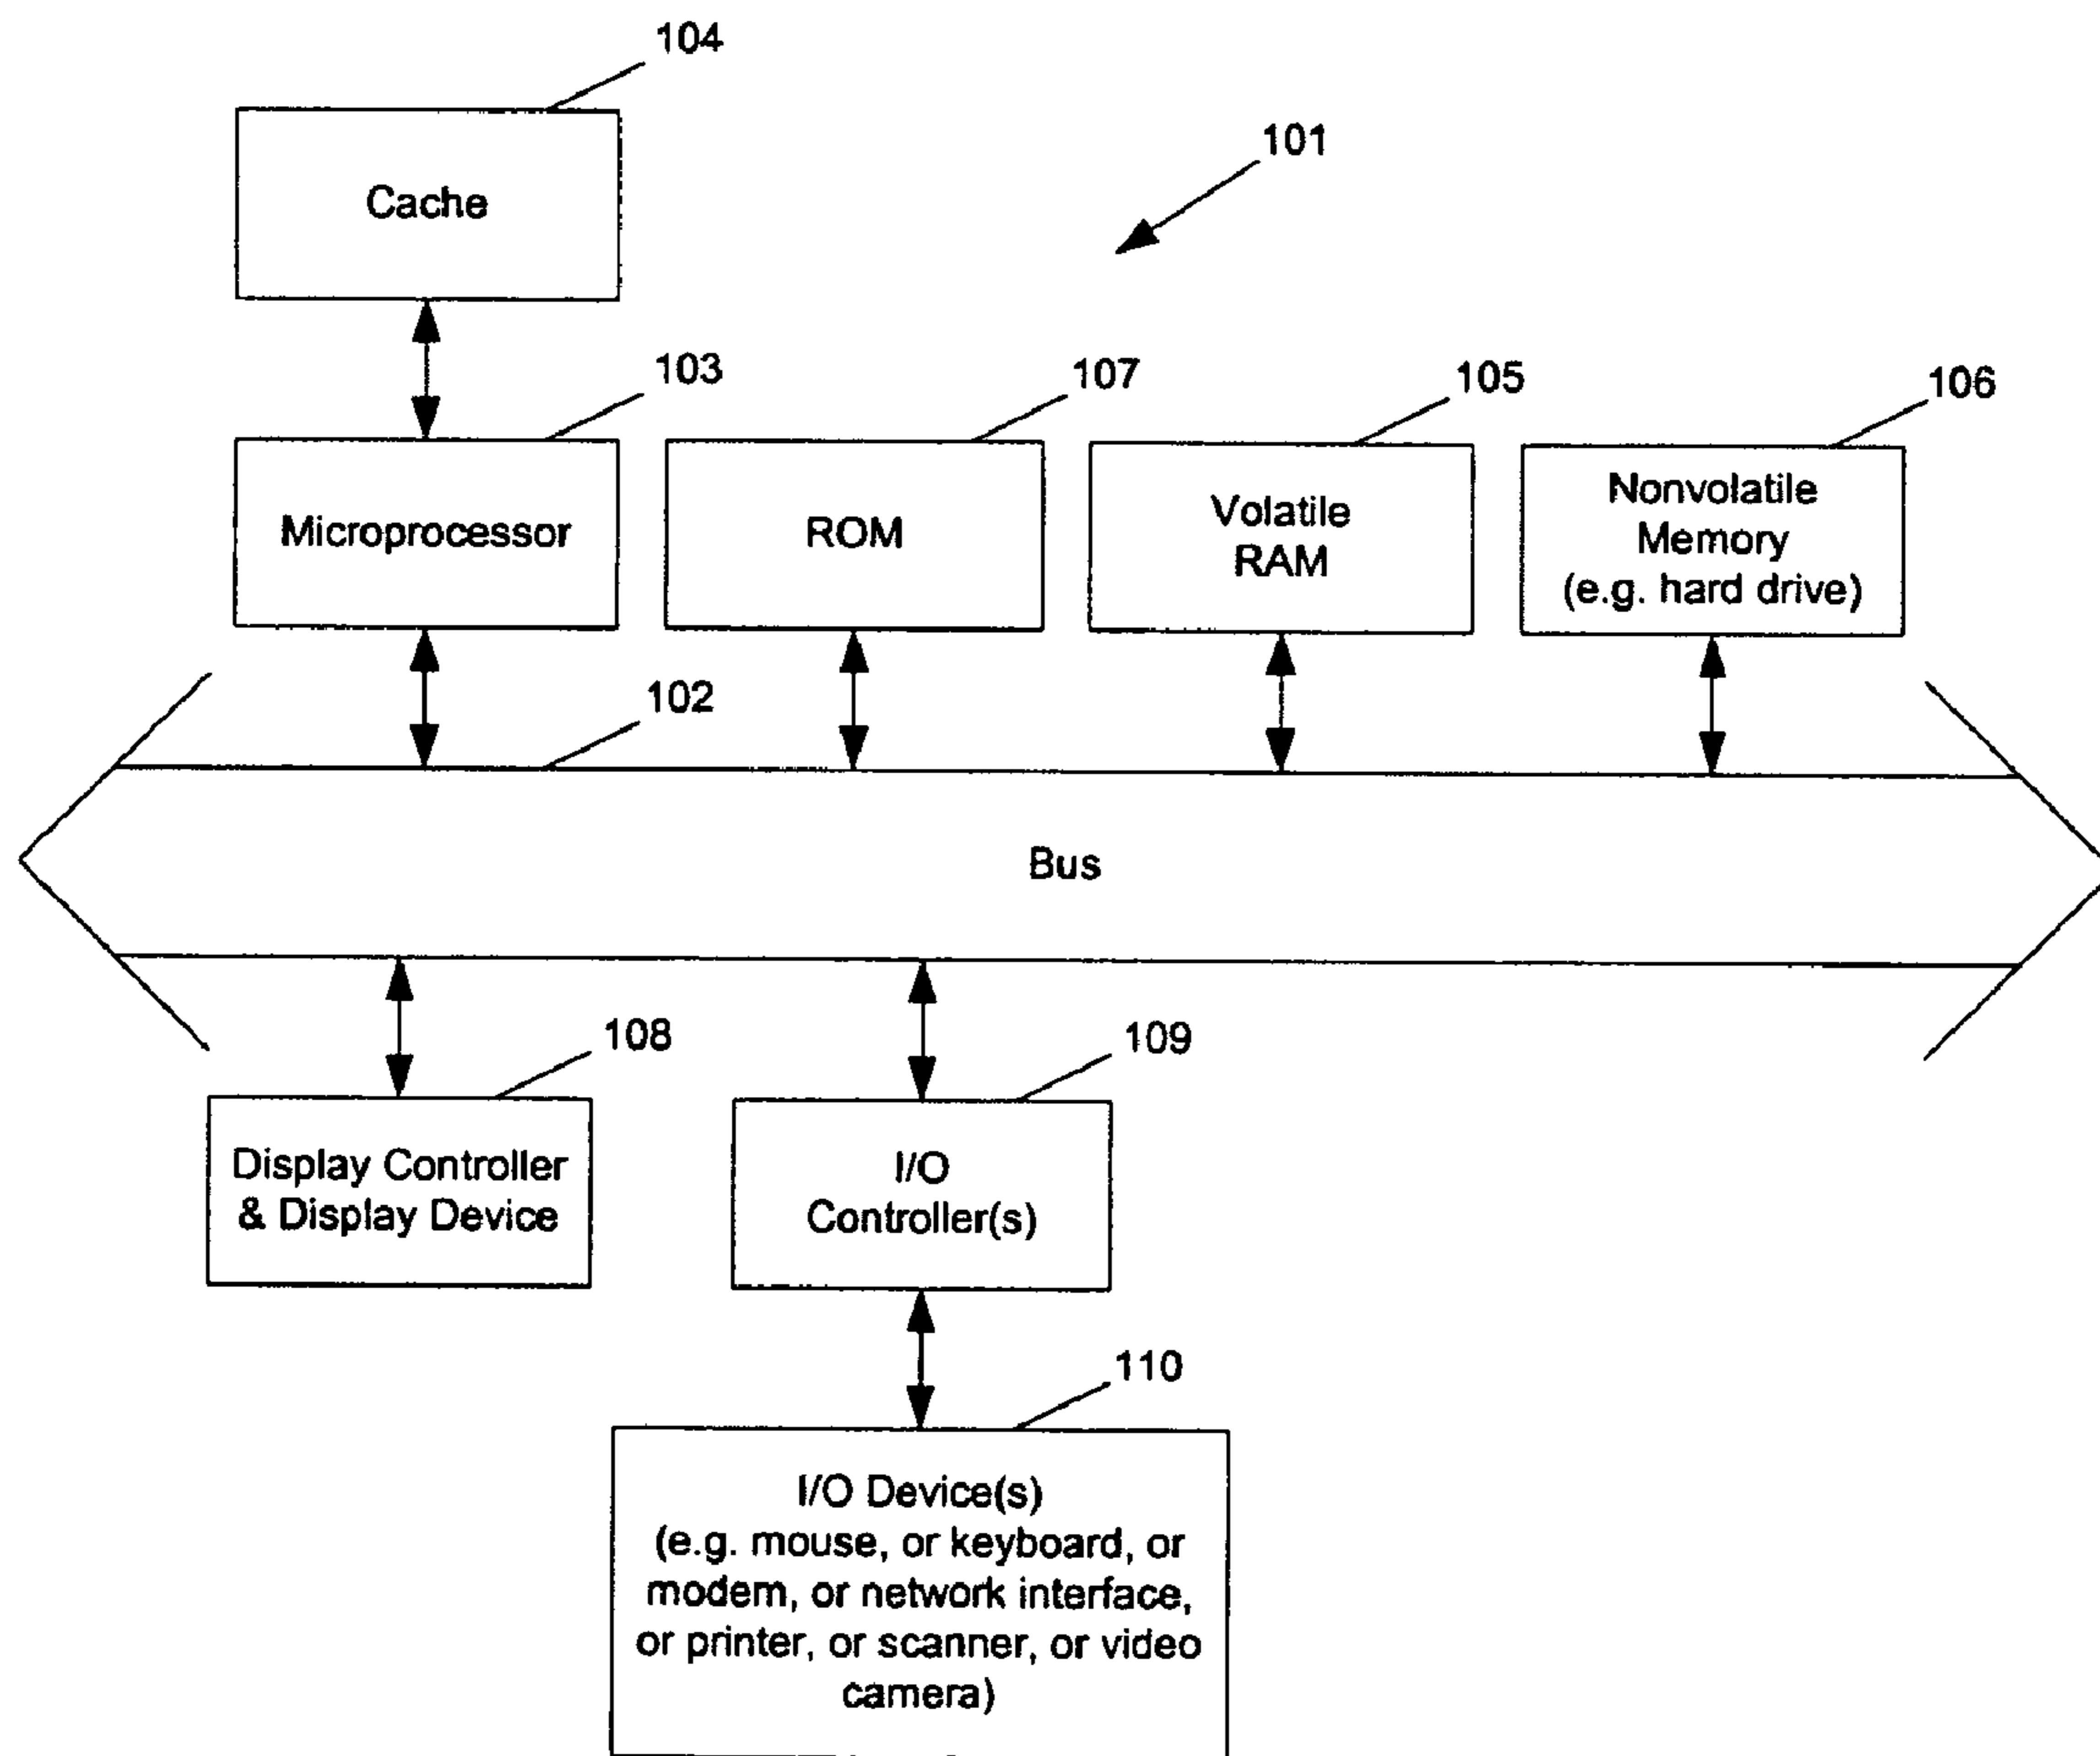 104
101
Cache
103
107
105
106
Microprocessor
ROM
Volatile
RAM
Nonvolatile
Memory
(e.g. hard drive)
102
Bus
108
109
Display Controller
& Display Device
I/O
Controller(s)
110
I/O Device(s)
(e.g. mouse, or keyboard, or
modem, or network interface,
or printer, or scanner, or video
camera)